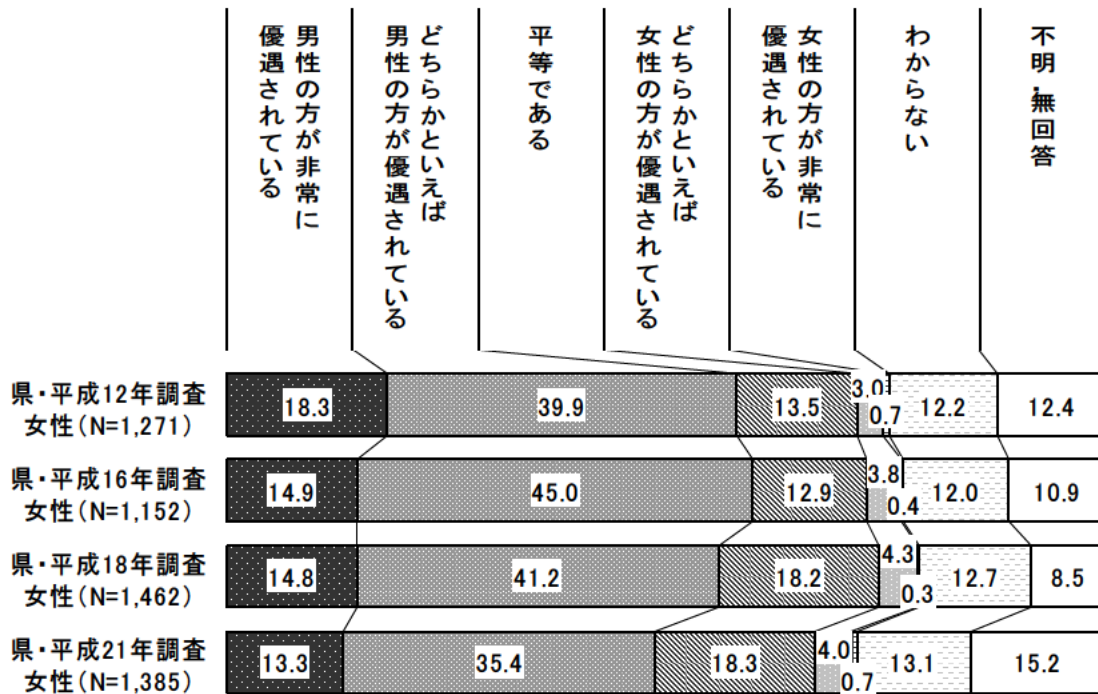 男性の方が非常に
優遇されている
どちらかといえば
男性の方が優遇されている
平等である
どちらかといえば
女性の方が優遇されている
女性の方が非常に
優遇されている
わからない
不明・無回答
県・平成12年調査
女性(N=1,271)
18.3
39.9
13.5
3.0
0.7
12.2
12.4
県・平成16年調査
女性(N=1,152)
14.9
45.0
12.9
3.8
0.4
12.0
10.9
県・平成18年調査
女性(N=1,462)
14.8
41.2
18.2
4.3
0.3
12.7
8.5
県・平成21年調査
女性(N=1,385)
13.3
35.4
18.3
4.0
0.7
13.1
15.2